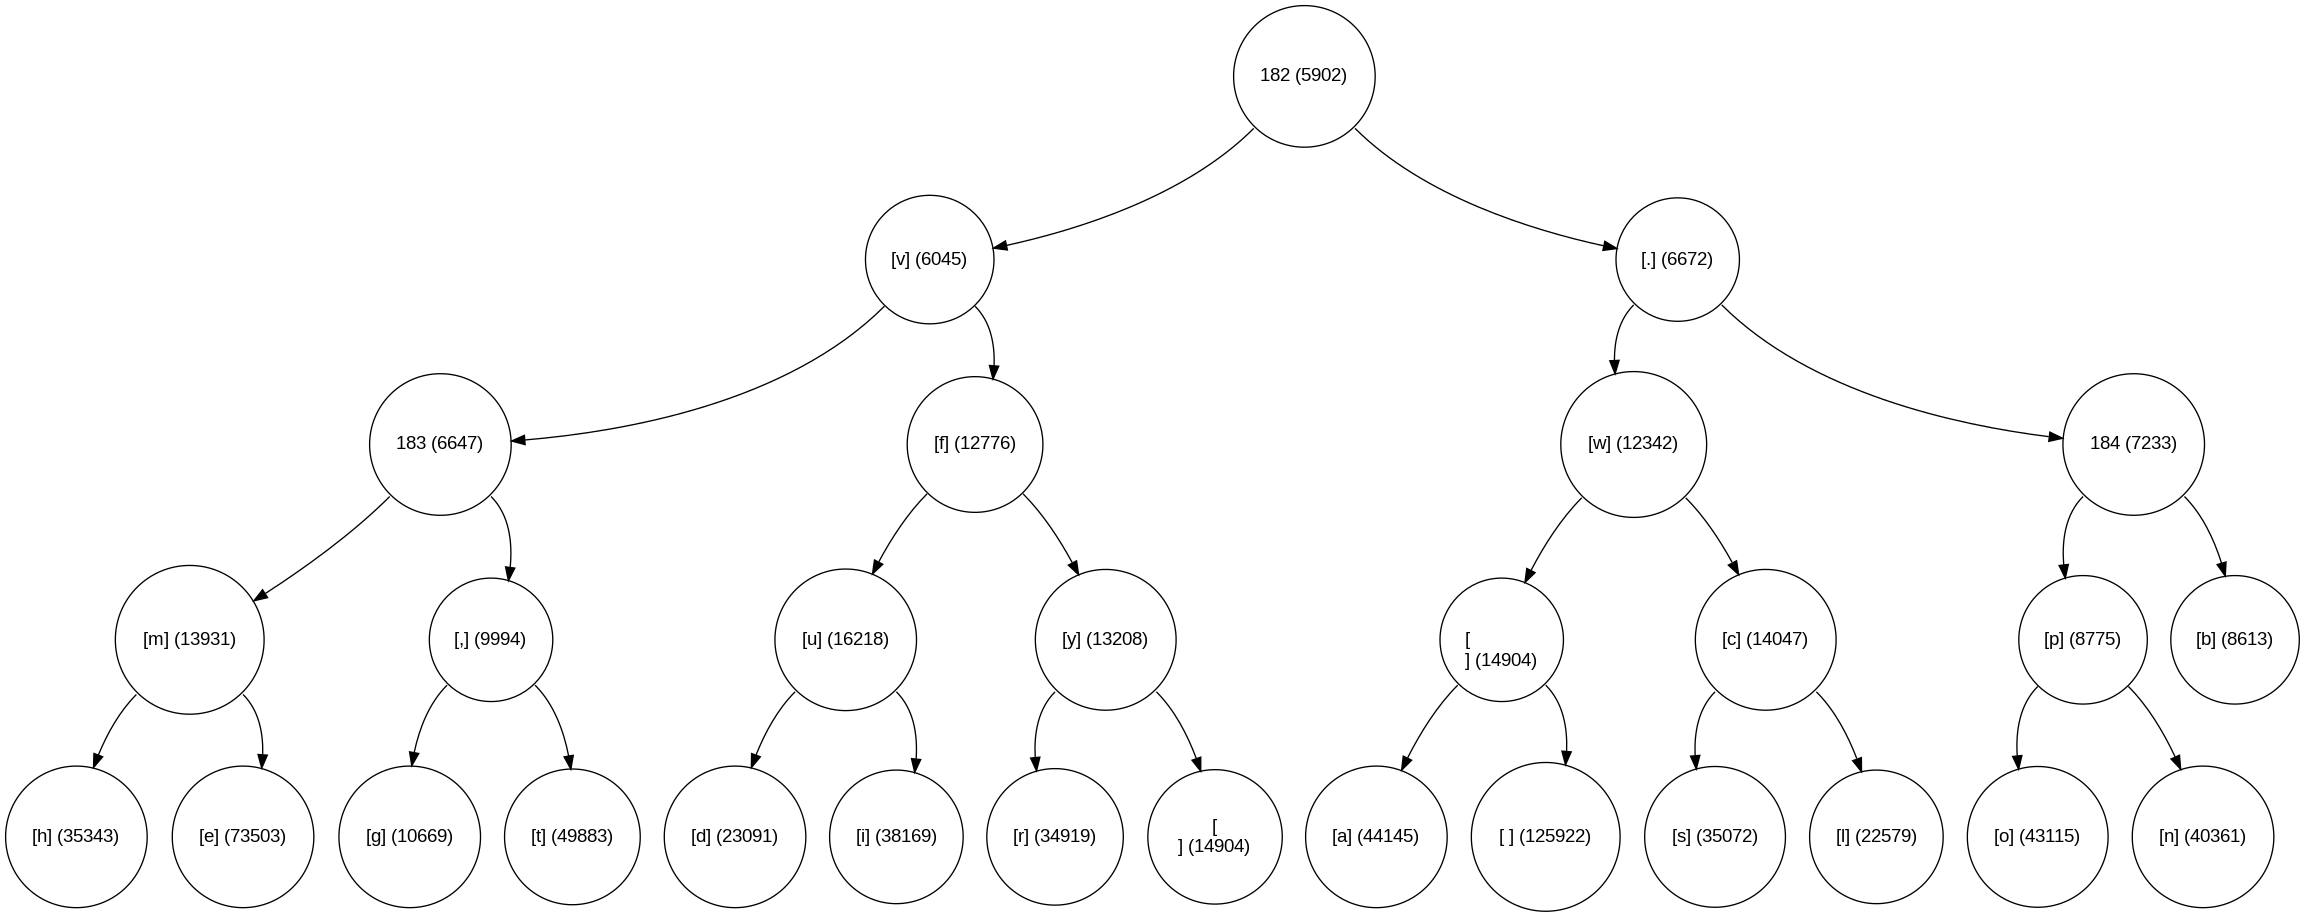 182 (5902)
[v] (6045)
[.] (6672)
183 (6647)
[f] (12776)
[w] (12342)
184 (7233)
[m] (13931)
[,] (9994)
[u] (16218)
[y] (13208)
[
] (14904)
[c] (14047)
[p] (8775)
[b] (8613)
[h] (35343)
[e] (73503)
[g] (10669)
[t] (49883)
[d] (23091)
[i] (38169)
[r] (34919)
[
] (14904)
[a] (44145)
[ ] (125922)
[s] (35072)
[l] (22579)
[o] (43115)
[n] (40361)